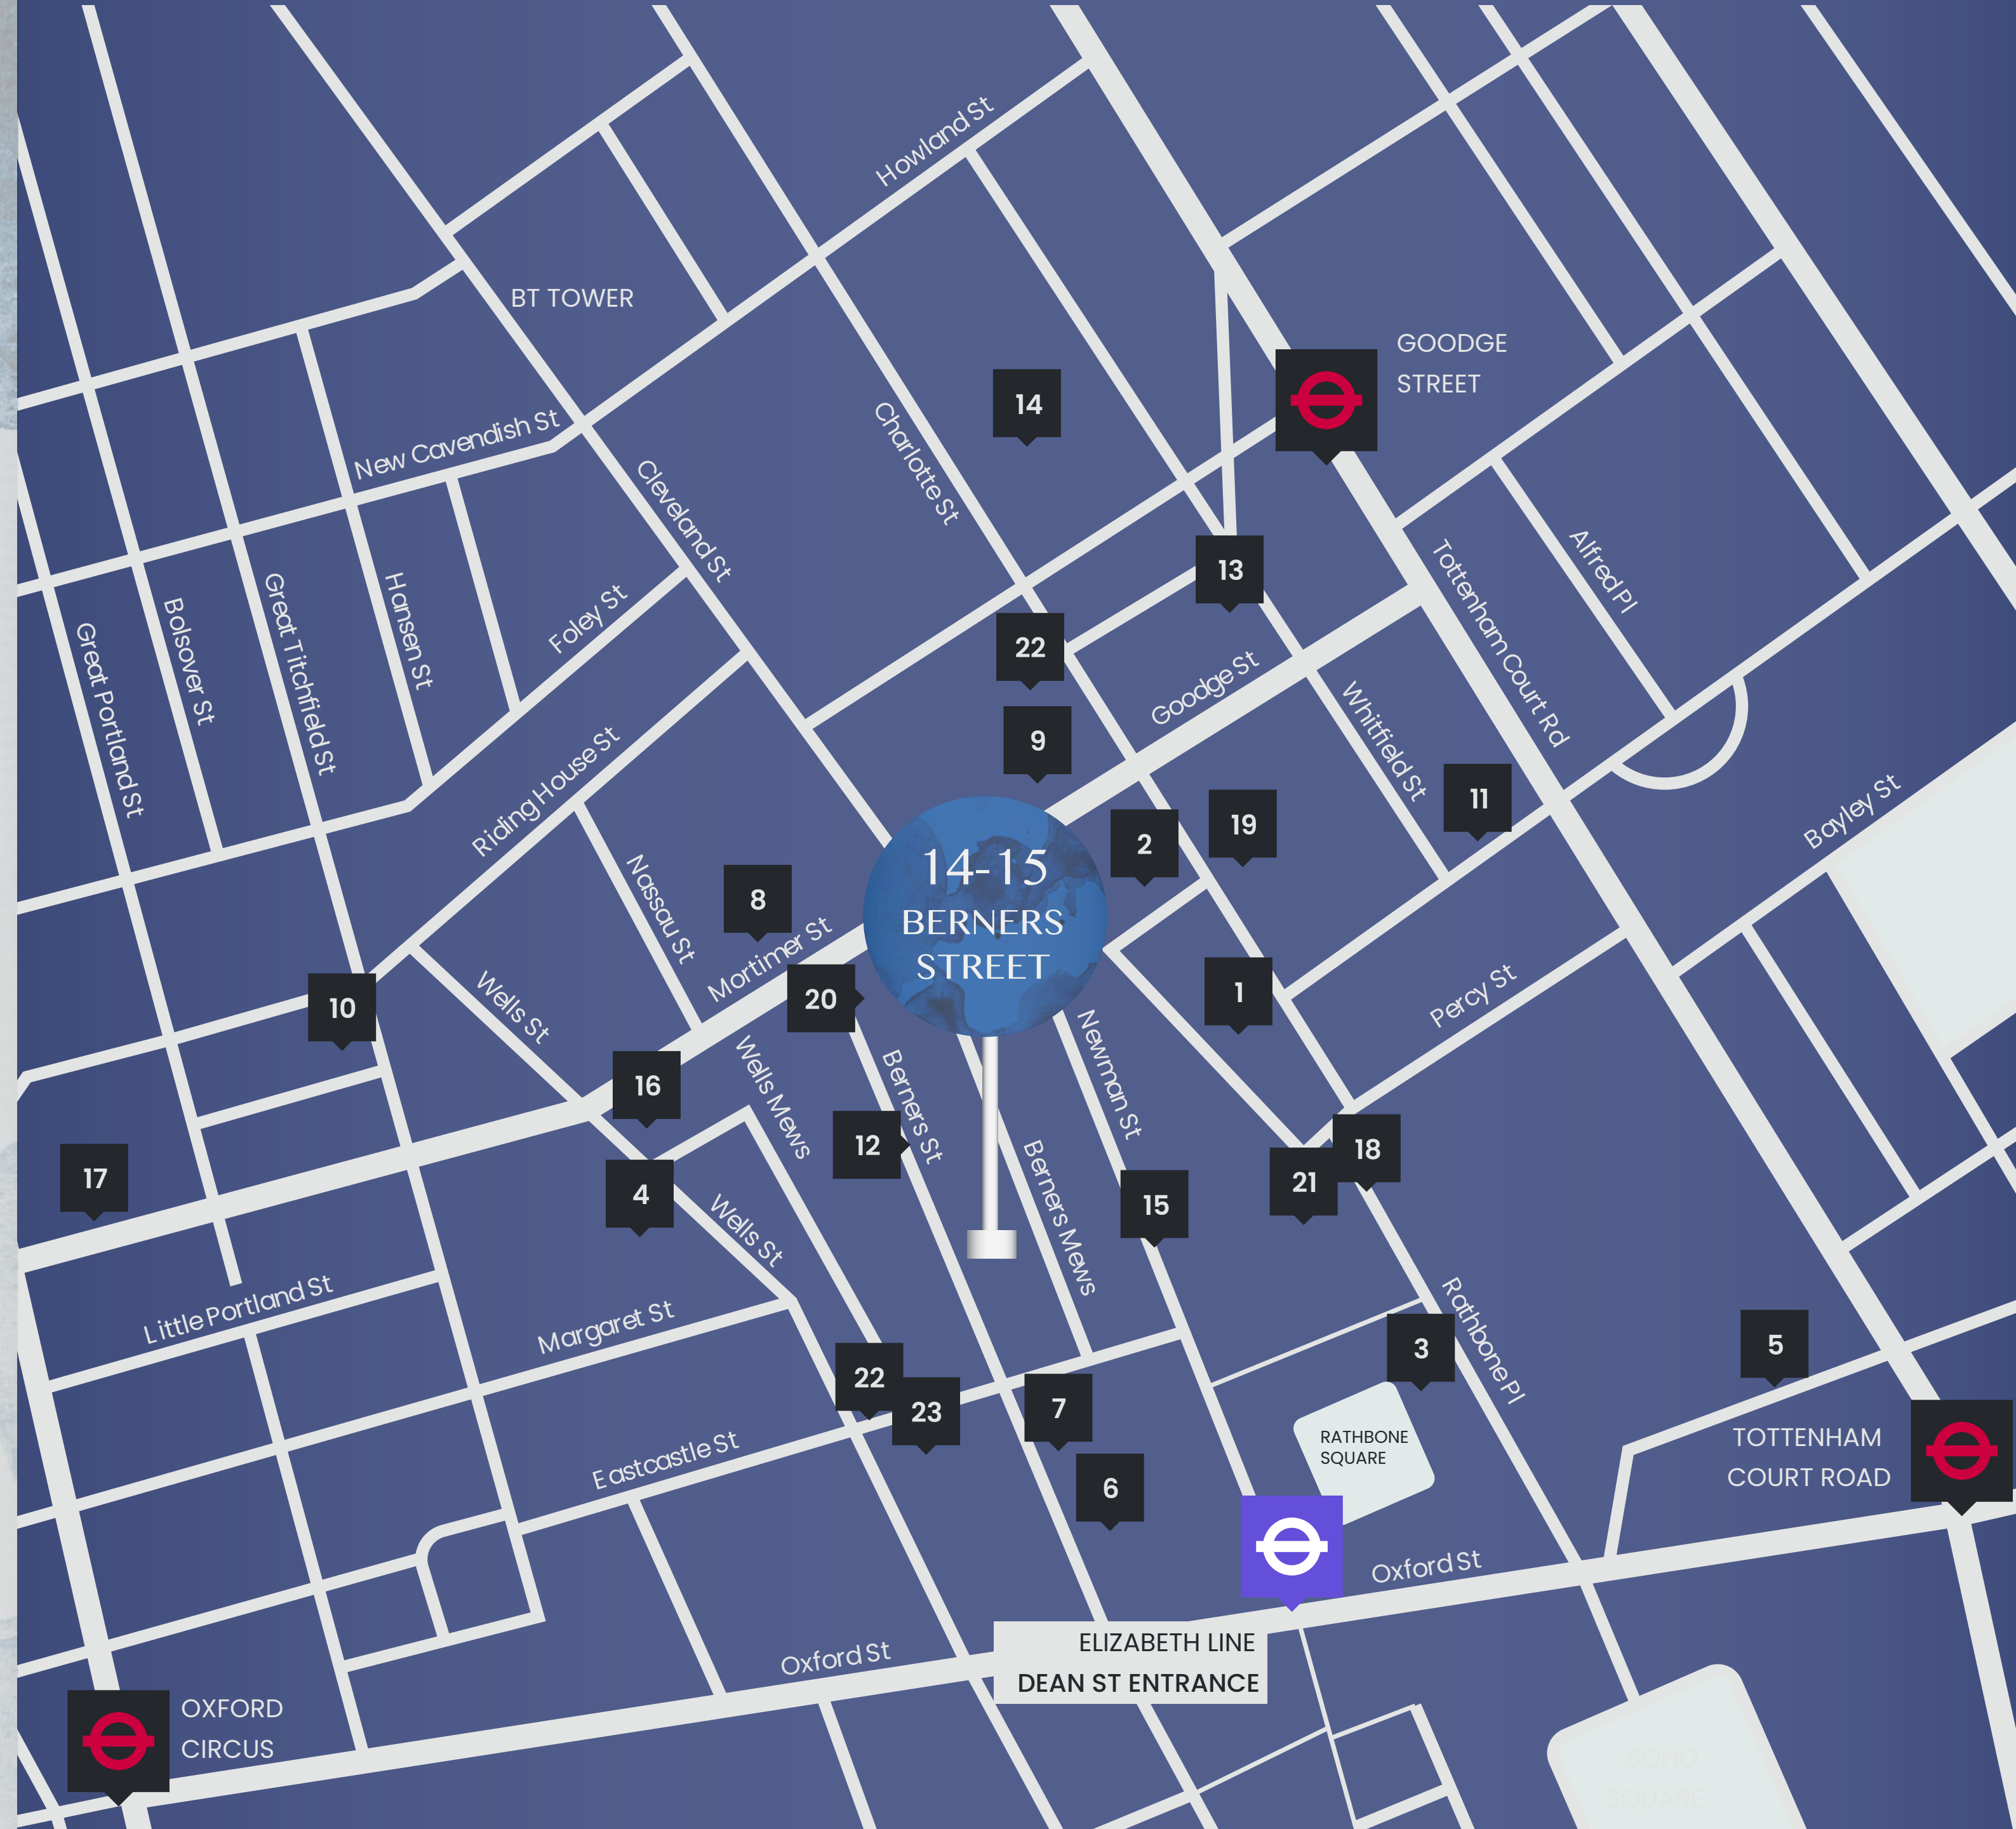 Howland St
BT TOWER
GOODGE
STREET
14
New Cavendish St
Charlotte St
Cleveland St
13
Alfred Pl
Tottenham Court Rd
Foley St
Hansen St
Great Titchfield St
Bolsover St
Great Portland St
22
Goodge St
Whitfield St
9
Riding House St
11
Bayley St
19
2
14-15
BERNERS
STREET
8
Nassau St
Mortimer St
20
1
Percy St
10
Wells St
Newman St
16
Wells Mews
Berners St
12
18
17
21
4
15
Berners Mews
Wells St
Little Portland St
Margaret St
Rathbone Pl
3
5
22
23
7
RATHBONE
SQUARE
TOTTENHAM
COURT ROAD
Eastcastle St
6
Oxford St
ELIZABETH LINE
DEAN ST ENTRANCE
Oxford St
OXFORD
CIRCUS
SOHO
SQUARE